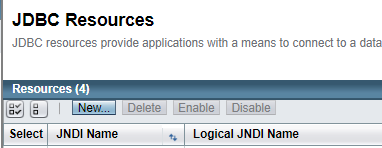 JDBC Resources
JDBC resources provide applications with a means to connect to a data
Resources (4)
New... Delete Enable Disable
Select JNDI Name Logical JNDI Name